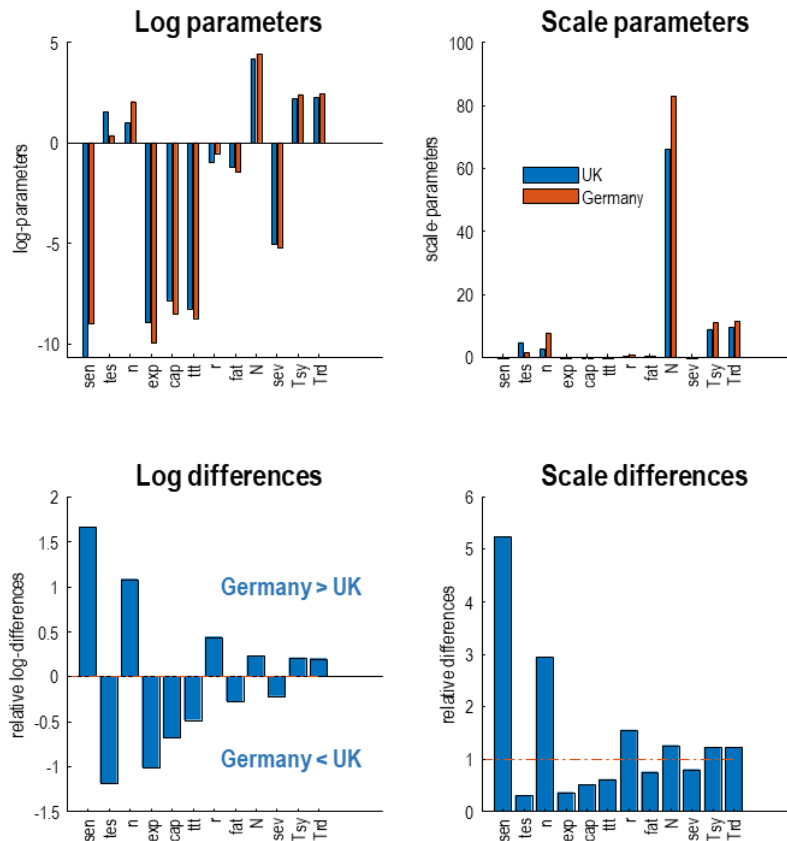 Log parameters
5
0
-5
-10
log-parameters
sen
tes
n
exp
cap
ttt
r
fat
N
sev
Tsy
Trd
Scale parameters
100
80
60
40
20
0
scale-parameters
UK
Germany
sen
tes
n
exp
cap
ttt
r
fat
N
sev
Tsy
Trd
Log differences
2
1.5
1
0.5
0
-0.5
-1
-1.5
relative log-differences
Germany > UK
Germany < UK
sen
tes
n
exp
cap
ttt
r
fat
N
sev
Tsy
Trd
Scale differences
6
5
4
3
2
1
0
relative differences
sen
tes
n
exp
cap
ttt
r
fat
N
sev
Tsy
Trd